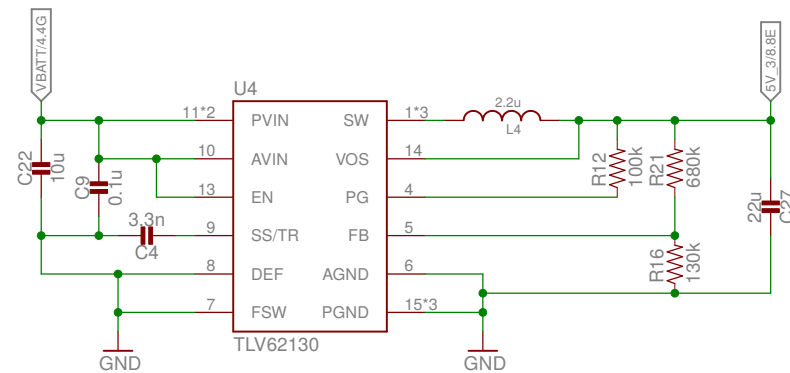 VBATT/4.4G
5V_3/8.8E
U4
11*2
PVIN
SW
1*3
2.2u
L4
10
AVIN
VOS
14
C22
10u
C9
0.1u
13
EN
PG
4
R12
100k
R21
680k
22u
C27
3.3n
C4
9
SS/TR
FB
5
8
DEF
AGND
6
R16
130k
7
FSW
PGND
15*3
TLV62130
GND
GND